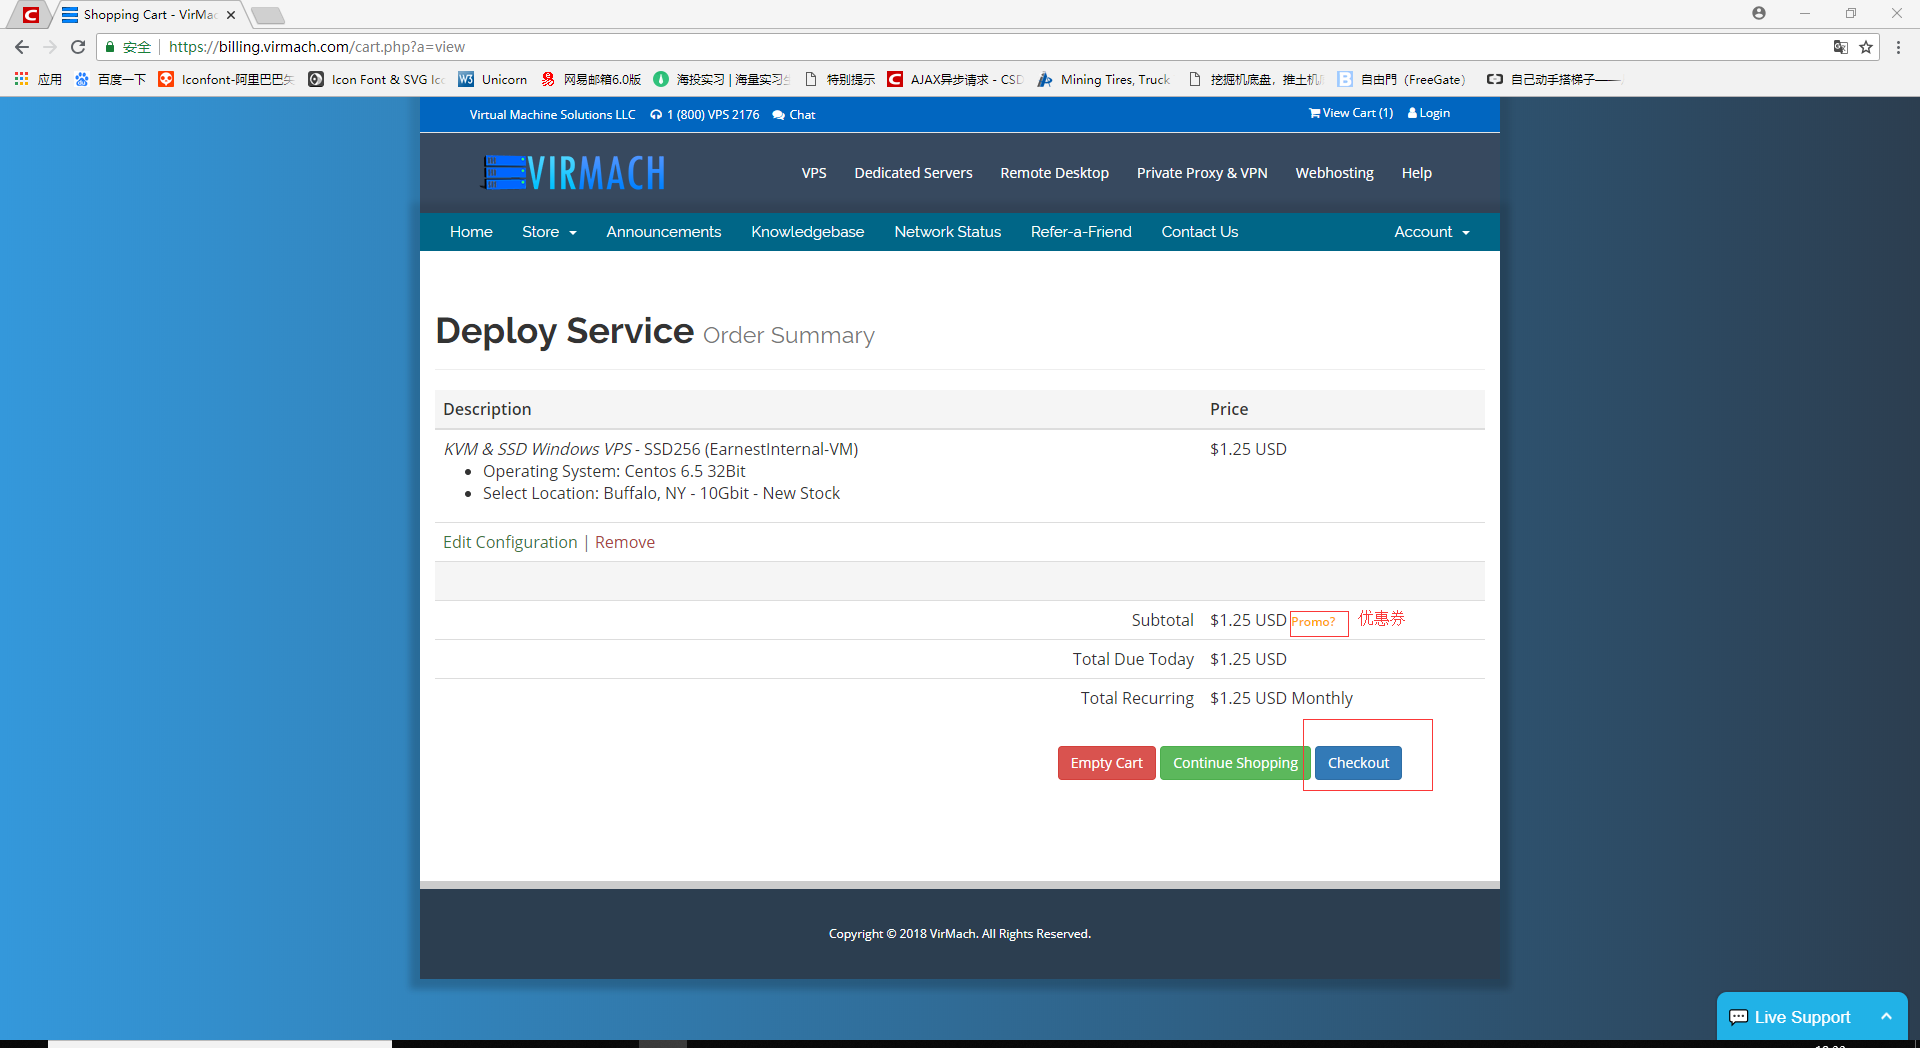 Shopping Cart - VirMac
安全 https://billing.virmach.com/cart.php?a=view
应用 百度一下 Iconfont-阿里巴巴矢 Icon Font & SVG Ico Unicorn 网易邮箱6.0版 海投实习 | 海量实习生 特别提示 AJAX异步请求 - CSD Mining Tires, Truck 挖掘机底盘，推土机 自由門（FreeGate） 自己动手搭梯子——
Virtual Machine Solutions LLC 1 (800) VPS 2176 Chat View Cart (1) Login
VIRMACH VPS Dedicated Servers Remote Desktop Private Proxy & VPN Webhosting Help
Home Store Announcements Knowledgebase Network Status Refer-a-Friend Contact Us Account
Deploy Service Order Summary
Description Price
KVM & SSD Windows VPS - SSD256 (EarnestInternal-VM) $1.25 USD
• Operating System: Centos 6.5 32Bit
• Select Location: Buffalo, NY - 10Gbit - New Stock
Edit Configuration | Remove
Subtotal $1.25 USD Promo? 优惠券
Total Due Today $1.25 USD
Total Recurring $1.25 USD Monthly
Empty Cart Continue Shopping Checkout
Copyright © 2018 VirMach. All Rights Reserved.
Live Support